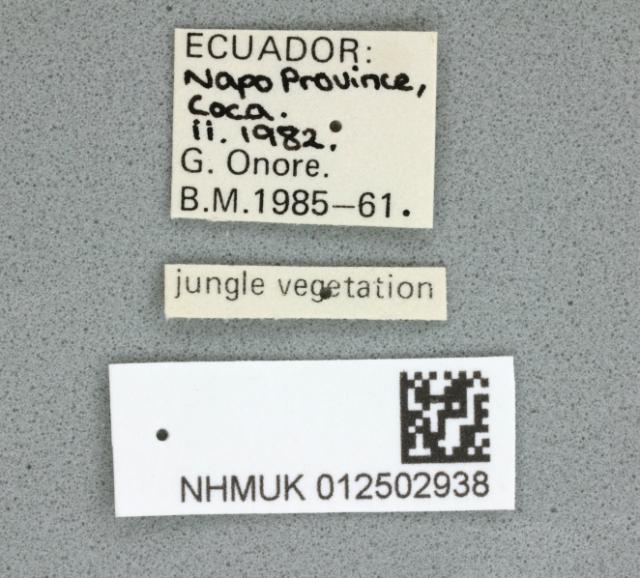 ECUADOR:
Napo Province,
Coca.
ii. 1982.
G. Onore.
B.M.1985–61.
jungle vegetation
NHMUK 012502938